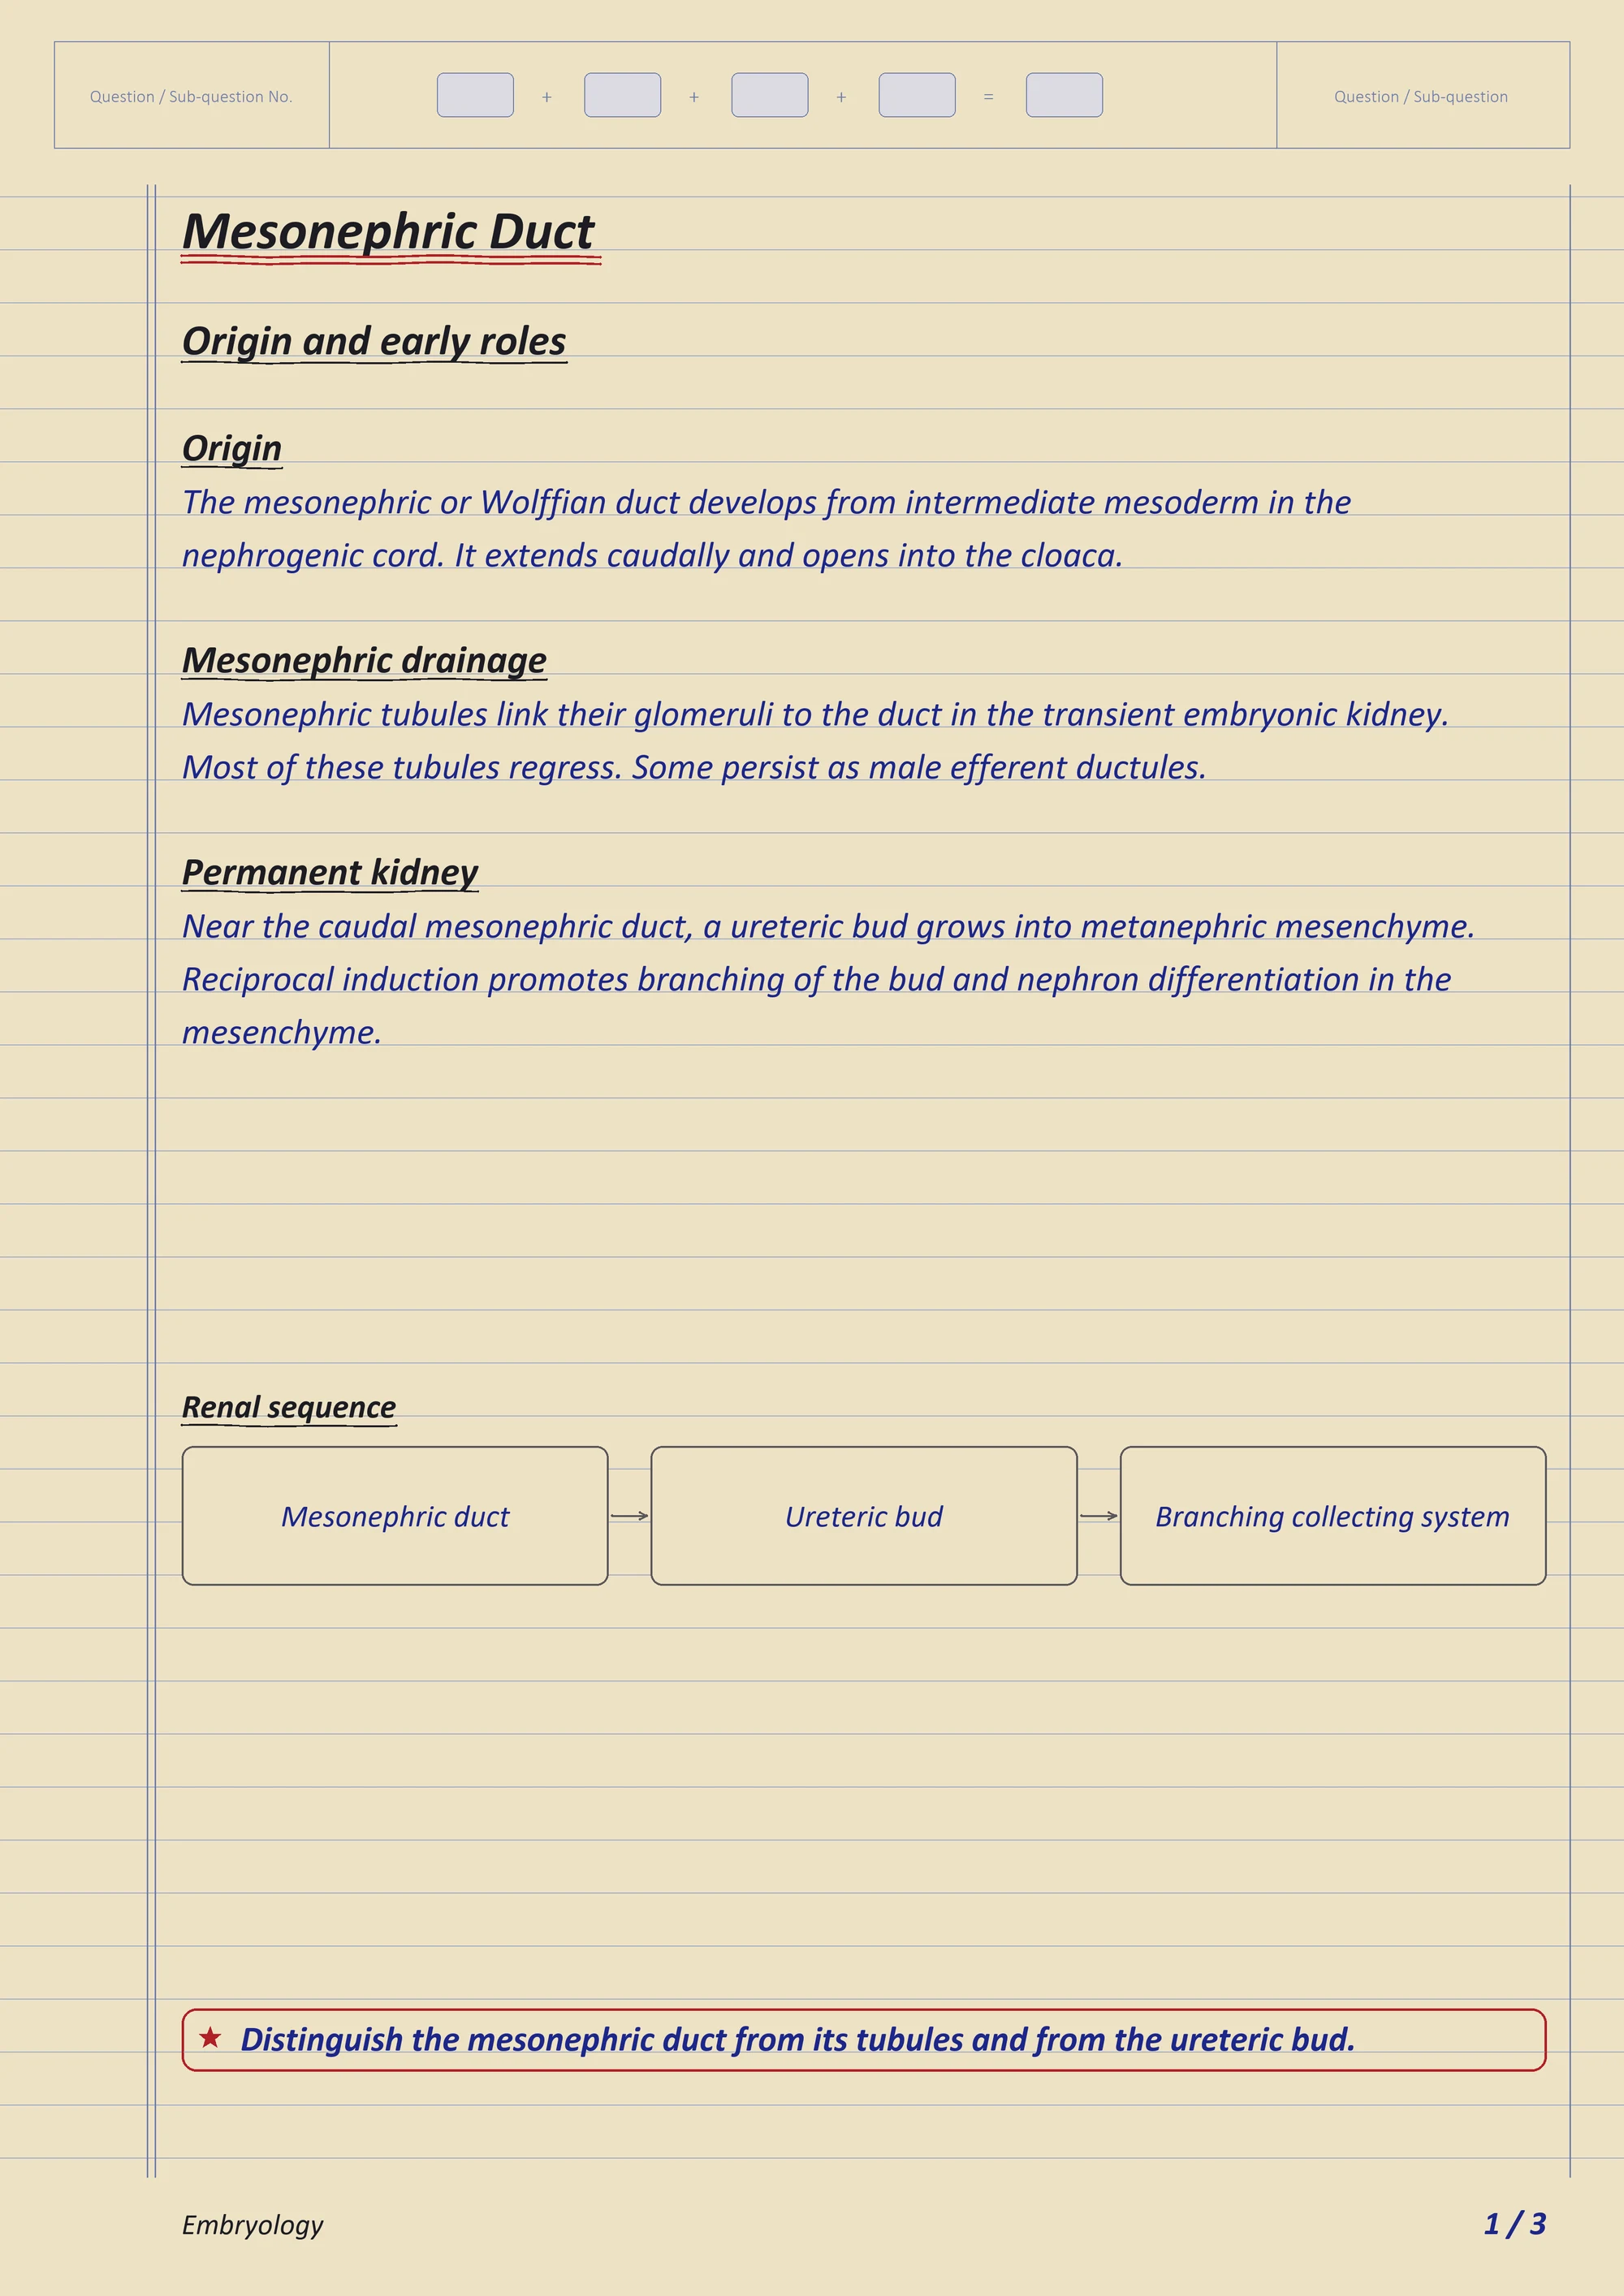 Question / Sub-question No.
+ + + =
Question / Sub-question
Mesonephric Duct
Origin and early roles
Origin
The mesonephric or Wolffian duct develops from intermediate mesoderm in the
nephrogenic cord. It extends caudally and opens into the cloaca.
Mesonephric drainage
Mesonephric tubules link their glomeruli to the duct in the transient embryonic kidney.
Most of these tubules regress. Some persist as male efferent ductules.
Permanent kidney
Near the caudal mesonephric duct, a ureteric bud grows into metanephric mesenchyme.
Reciprocal induction promotes branching of the bud and nephron differentiation in the
mesenchyme.
Renal sequence
Mesonephric duct
Ureteric bud
Branching collecting system
★ Distinguish the mesonephric duct from its tubules and from the ureteric bud.
Embryology
1 / 3